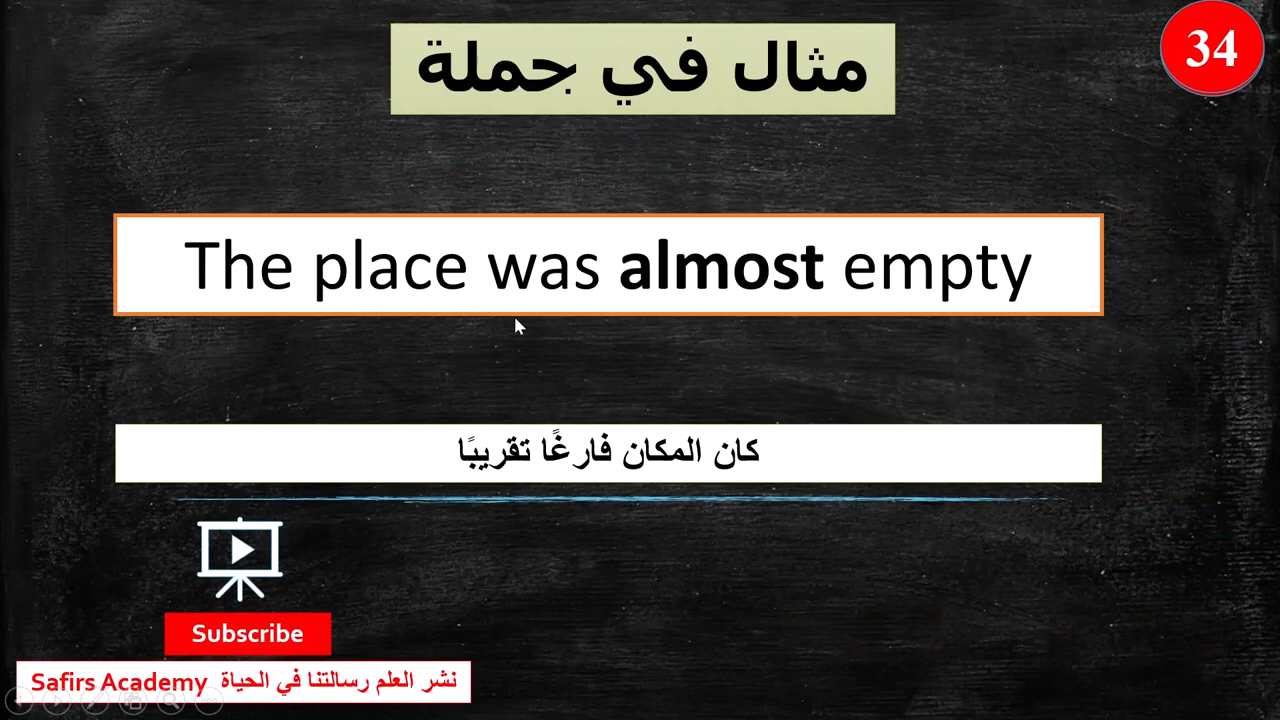 مثال في جملة
34
The place was almost empty
كان المكان فارغًا تقريبًا
Subscribe
Safirs Academy نشر العلم رسالتنا في الحياة